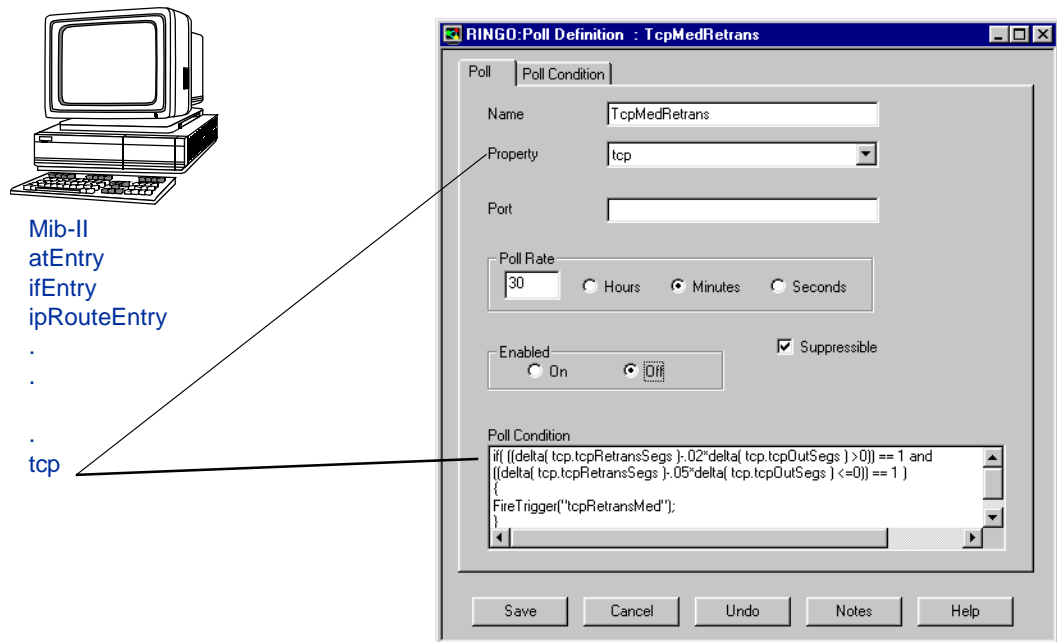 RINGO:Poll Definition : TcpMedRetrans
Poll
Poll Condition
Name
TcpMedRetrans
Property
tcp
Port
Poll Rate
30
Hours
Minutes
Seconds
Enabled
On
Off
Suppressible
Poll Condition
if( ((delta( tcp.tcpRetransSegs )-.02*delta( tcp.tcpOutSegs ) >0)) == 1 and
((delta( tcp.tcpRetransSegs )-.05*delta( tcp.tcpOutSegs ) <=0)) == 1 )
{
FireTrigger("tcpRetransMed");
}
Save
Cancel
Undo
Notes
Help
Mib-II
atEntry
ifEntry
ipRouteEntry
.
.
.
tcp